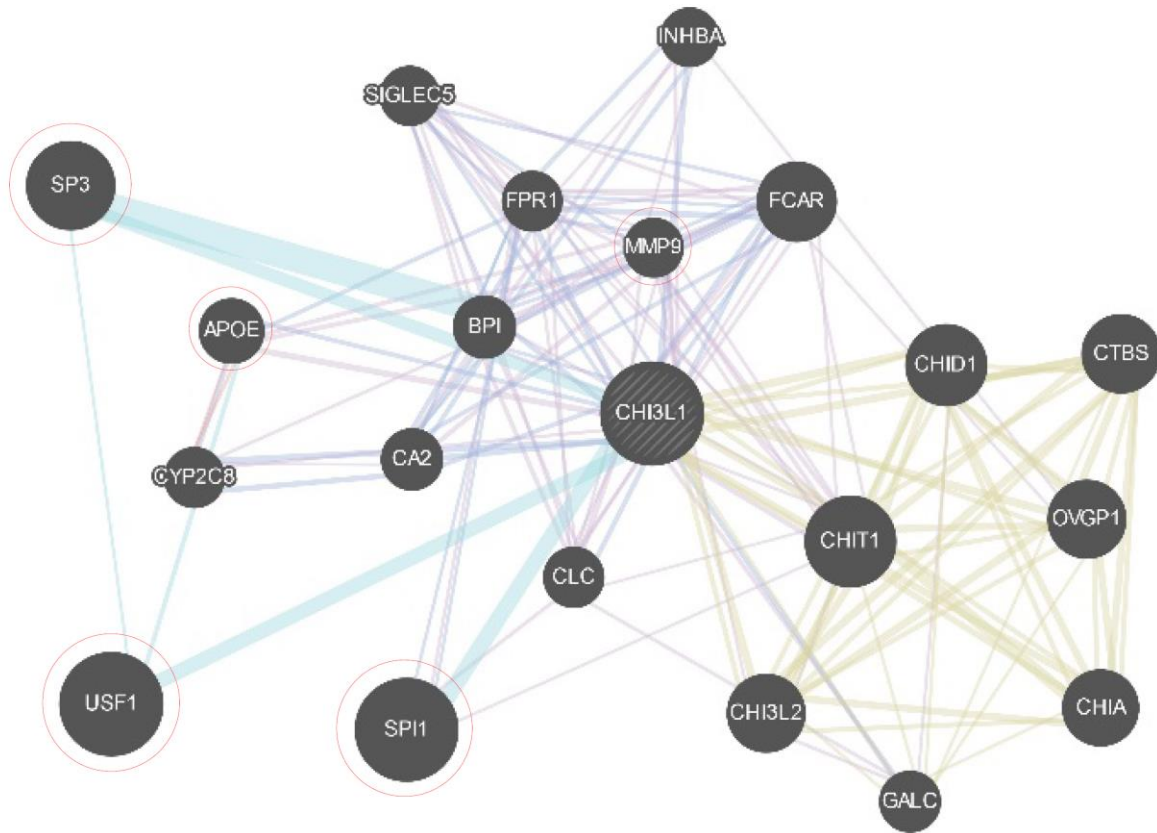 INHBA
SIGLEC5
SP3
FPR1
FCAR
MMP9
APOE
BPI
CHID1
CTBS
CHI3L1
CYP2C8
CA2
OVGP1
CHIT1
CLC
USF1
SPI1
CHI3L2
CHIA
GALC